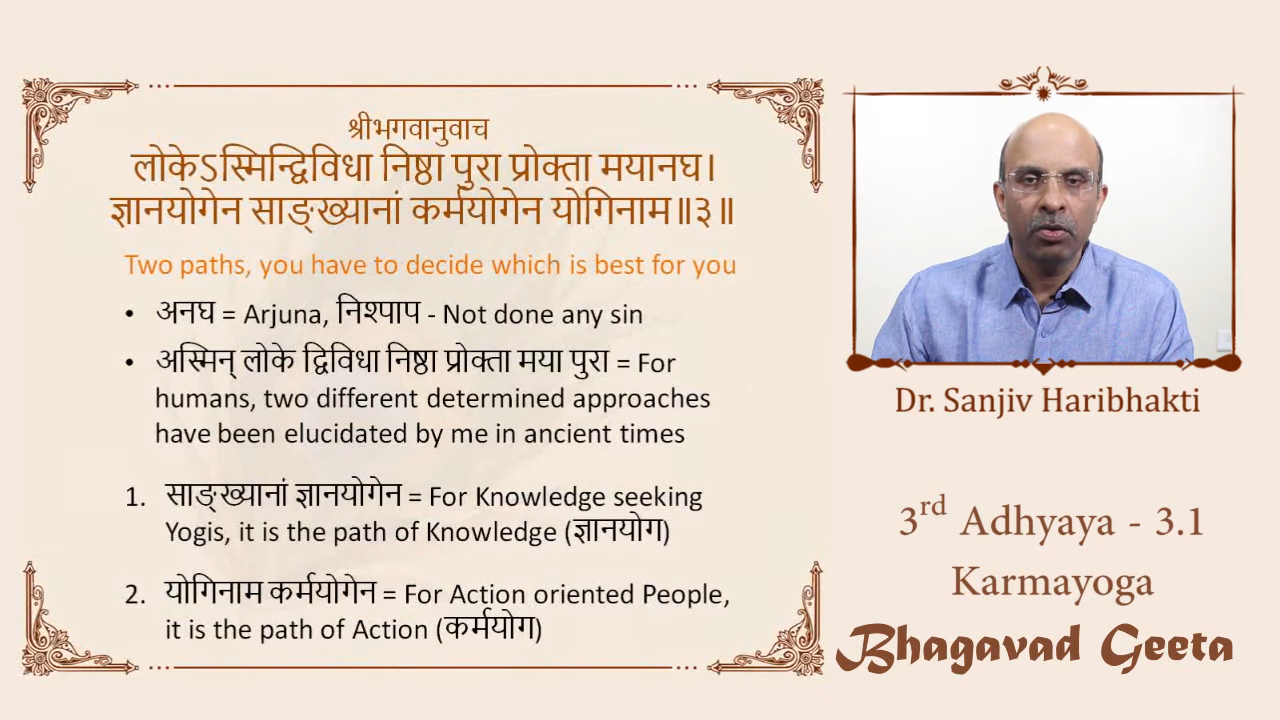 श्रीभगवानुवाच
लोकेऽस्मिन्द्विविधा निष्ठा पुरा प्रोक्ता मयानघ।
ज्ञानयोगेन साङ्ख्यानां कर्मयोगेन योगिनाम॥३॥
Two paths, you have to decide which is best for you
• अनघ = Arjuna, निश्पाप - Not done any sin
• अस्मिन् लोके द्विविधा निष्ठा प्रोक्ता मया पुरा = For
humans, two different determined approaches
have been elucidated by me in ancient times
1. साङ्ख्यानां ज्ञानयोगेन = For Knowledge seeking
Yogis, it is the path of Knowledge (ज्ञानयोग)
2. योगिनाम कर्मयोगेन = For Action oriented People,
it is the path of Action (कर्मयोग)
Dr. Sanjiv Haribhakti
3rd Adhyaya - 3.1
Karmayoga
Bhagavad Geeta